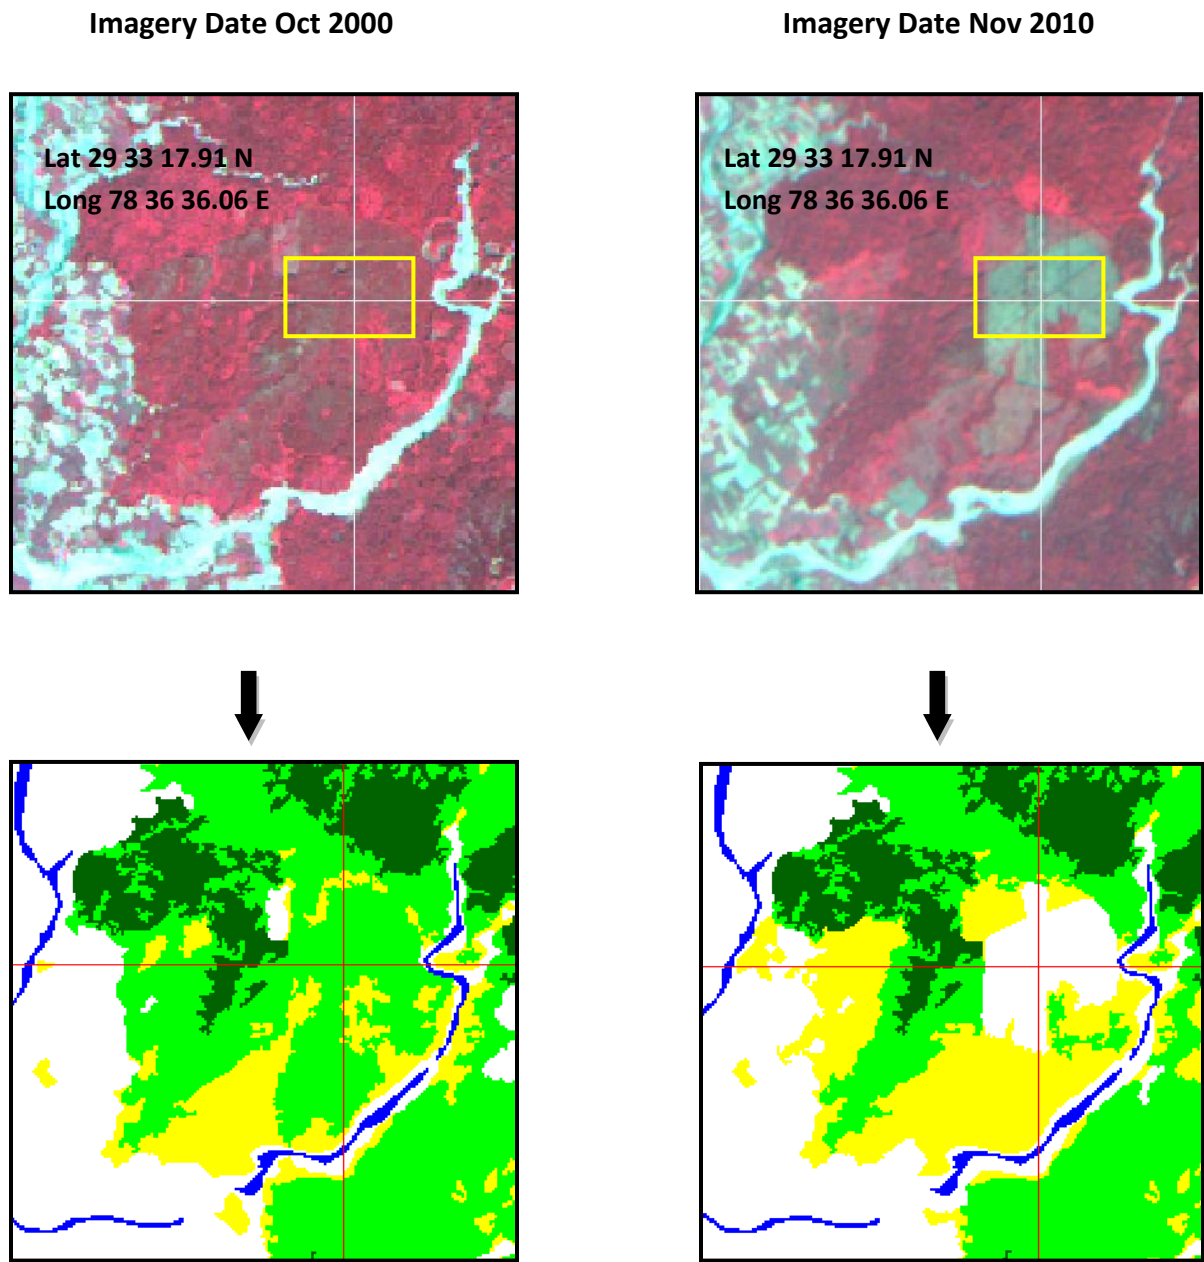 Imagery Date Oct 2000
Imagery Date Nov 2010
Lat 29 33 17.91 N
Long 78 36 36.06 E
Lat 29 33 17.91 N
Long 78 36 36.06 E